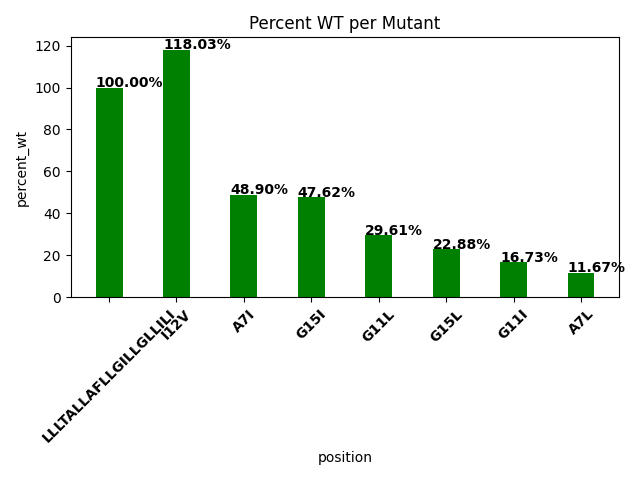 Percent WT per Mutant
percent_wt
120
100
80
60
40
20
0
100.00%
118.03%
48.90%
47.62%
29.61%
22.88%
16.73%
11.67%
LLLTALLAFLLGILLGLLILI
I12V
A7I
G15I
G11L
G15L
G11I
A7L
position